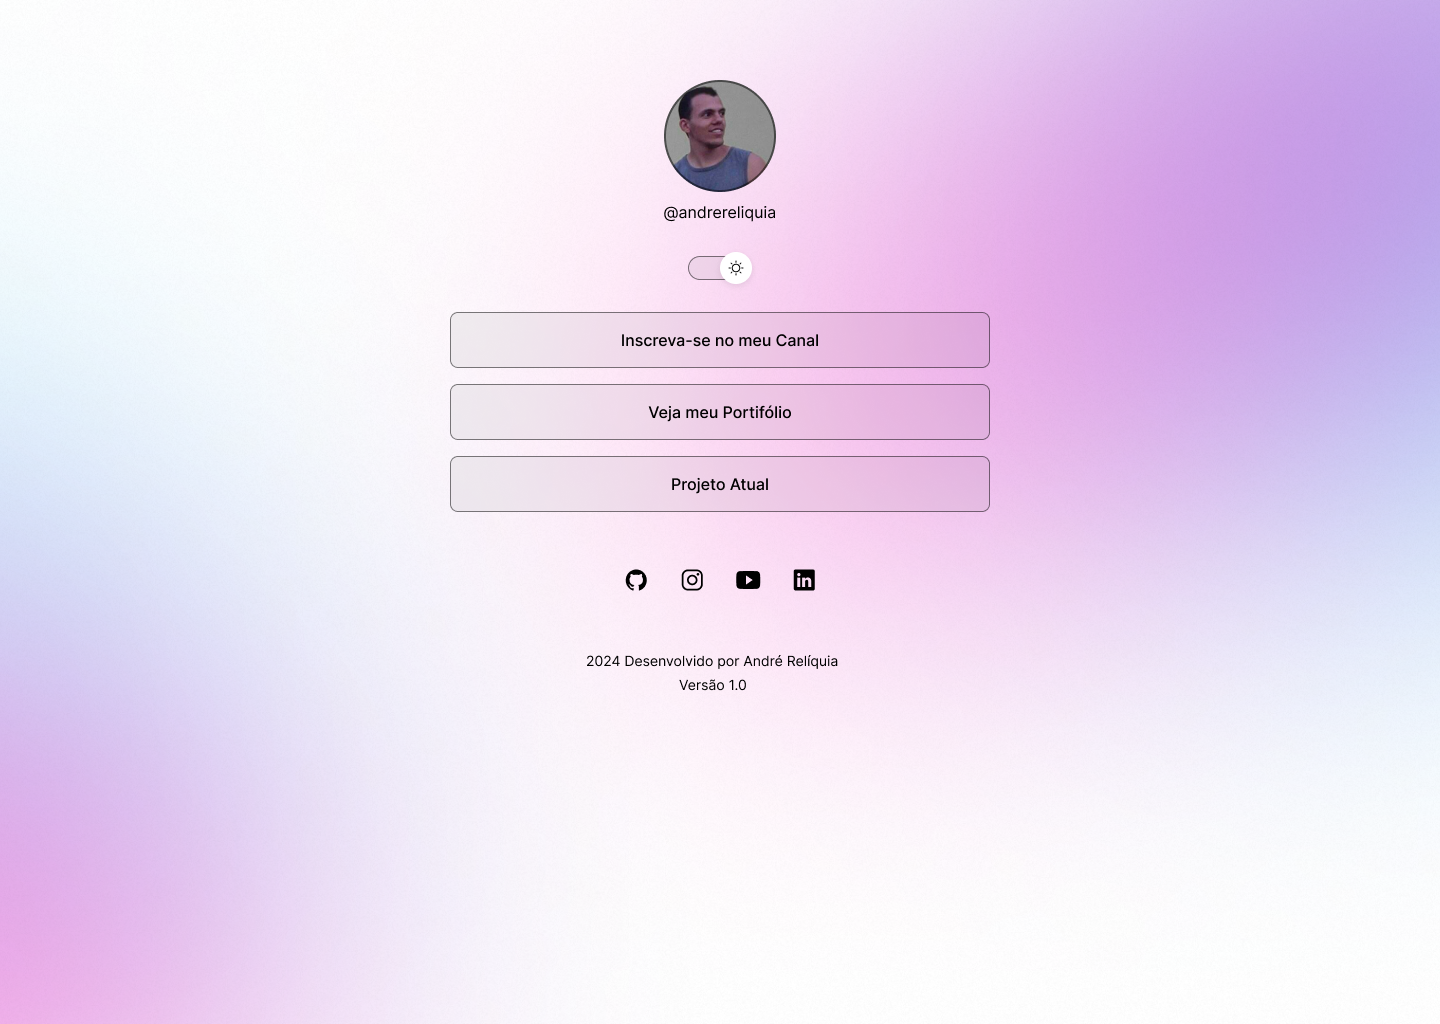 @andrereliquia
Inscreva-se no meu Canal
Veja meu Portifólio
Projeto Atual
2024 Desenvolvido por André Relíquia
Versão 1.0